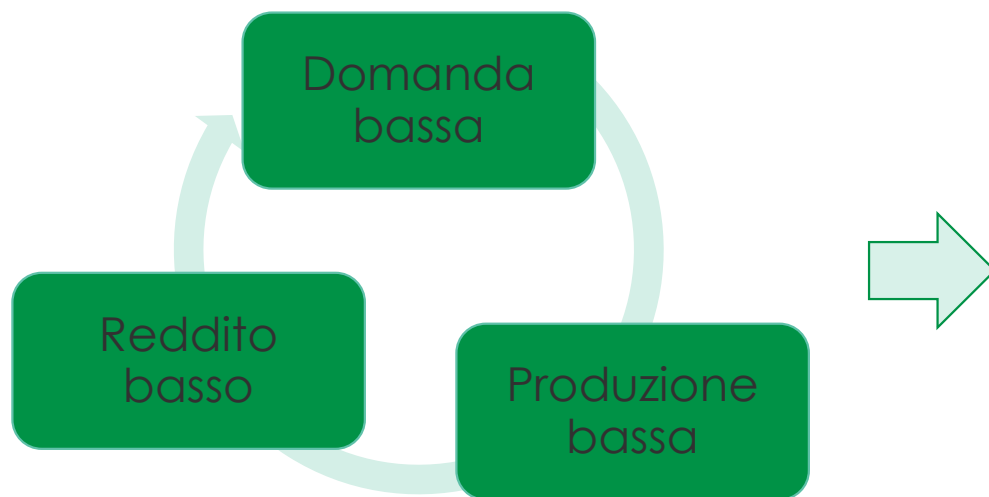 Domanda
bassa
Reddito
basso
Produzione
bassa